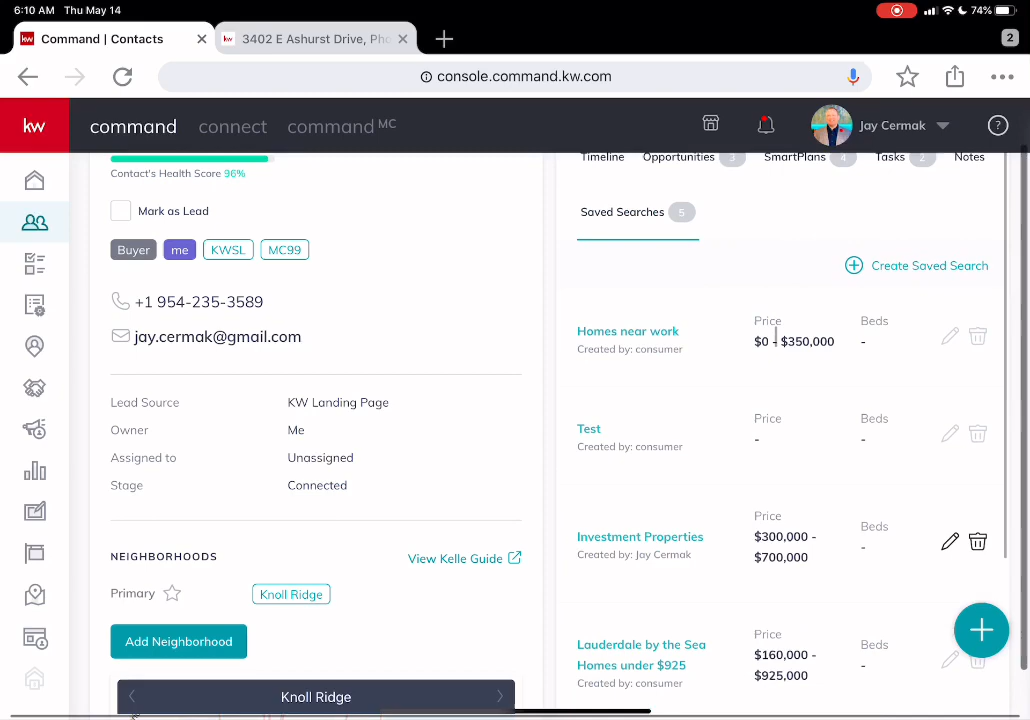 6:10 AM Thu May 14
74%
kw Command | Contacts
kw 3402 E Ashurst Drive, Pho
2
console.command.kw.com
kw command connect command MC
Jay Cermak
?
Contact's Health Score 96%
Mark as Lead
Buyer me KWSL MC99
+1 954-235-3589
jay.cermak@gmail.com
Lead Source KW Landing Page
Owner Me
Assigned to Unassigned
Stage Connected
NEIGHBORHOODS
View Kelle Guide
Primary
Knoll Ridge
Add Neighborhood
Knoll Ridge
Timeline Opportunities 3 SmartPlans 4 Tasks 2 Notes
Saved Searches 5
Create Saved Search
Homes near work
Created by: consumer
Price
$0 - $350,000
Beds
-
Test
Created by: consumer
Price
-
Beds
-
Investment Properties
Created by: Jay Cermak
Price
$300,000 -
$700,000
Beds
-
Lauderdale by the Sea
Homes under $925
Created by: consumer
Price
$160,000 -
$925,000
Beds
-